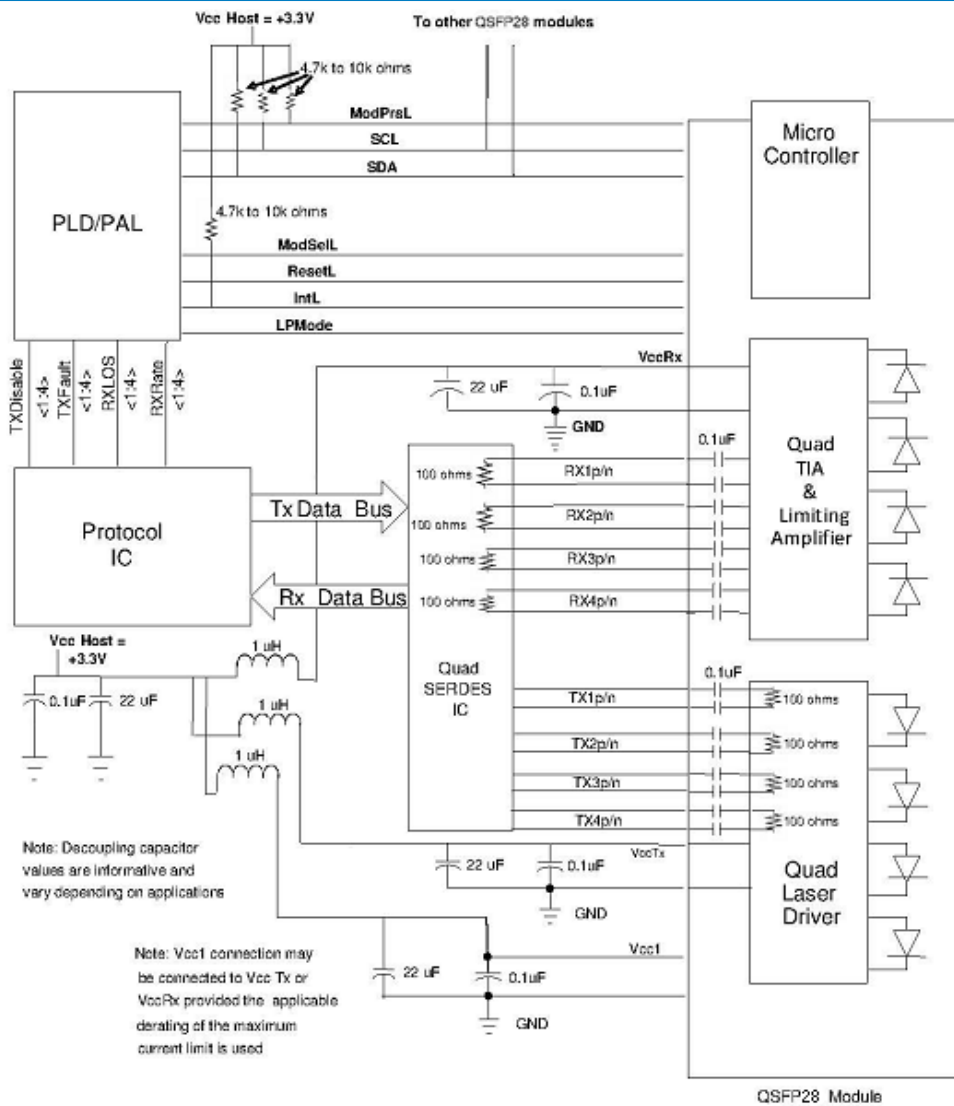 Vcc Host = +3.3V
To other QSFP28 modules
4.7k to 10k ohms
ModPrsL
SCL
SDA
Micro
Controller
PLD/PAL
4.7k to 10k ohms
ModSelL
ResetL
IntL
LPMode
TXDisable
<1:4>
TXFault
<1:4>
RXLOS
<1:4>
RXRate
<1:4>
VccRx
22 uF
0.1uF
GND
Protocol
IC
Tx Data Bus
Rx Data Bus
100 ohms
100 ohms
100 ohms
100 ohms
RX1p/n
RX2p/n
RX3p/n
RX4p/n
0.1uF
Quad
TIA
&
Limiting
Amplifier
Vcc Host =
+3.3V
0.1uF
22 uF
1 uH
1 uH
1 uH
Quad
SERDES
IC
TX1p/n
TX2p/n
TX3p/n
TX4p/n
0.1uF
100 ohms
100 ohms
100 ohms
100 ohms
Quad
Laser
Driver
VccTx
22 uF
0.1uF
GND
Note: Decoupling capacitor
values are informative and
vary depending on applications
Note: Vcc1 connection may
be connected to Vcc Tx or
VccRx provided the applicable
derating of the maximum
current limit is used
Vcc1
22 uF
0.1uF
GND
QSFP28 Module